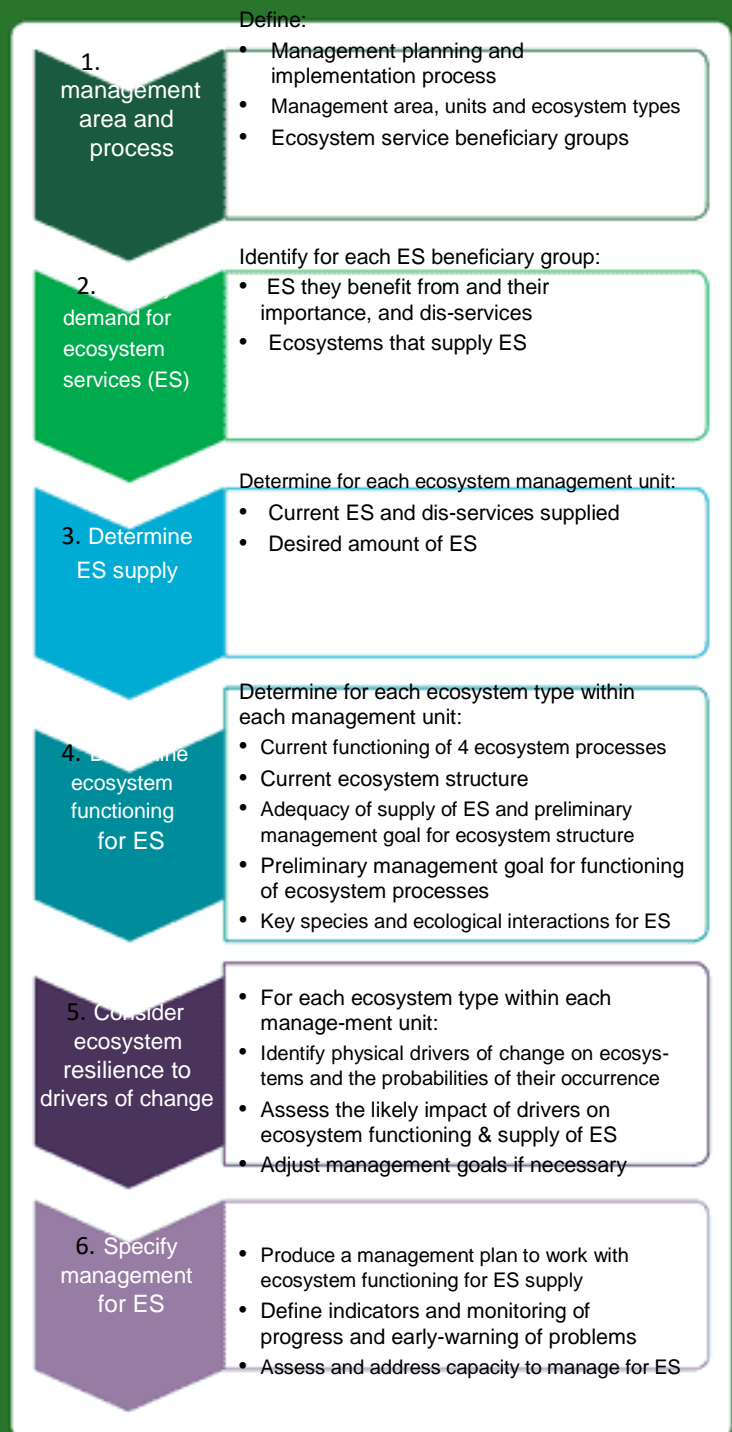 Define:
1.
management
area and
process
• Management planning and
implementation process
• Management area, units and ecosystem types
• Ecosystem service beneficiary groups
2.
demand for
ecosystem
services (ES)
Identify for each ES beneficiary group:
• ES they benefit from and their
importance, and dis-services
• Ecosystems that supply ES
3. Determine
ES supply
Determine for each ecosystem management unit:
• Current ES and dis-services supplied
• Desired amount of ES
4.
ecosystem
functioning
for ES
Determine for each ecosystem type within
each management unit:
• Current functioning of 4 ecosystem processes
• Current ecosystem structure
• Adequacy of supply of ES and preliminary
management goal for ecosystem structure
• Preliminary management goal for functioning
of ecosystem processes
• Key species and ecological interactions for ES
5. Consider
ecosystem
resilience to
drivers of change
• For each ecosystem type within each
manage-ment unit:
• Identify physical drivers of change on ecosys-
tems and the probabilities of their occurrence
• Assess the likely impact of drivers on
ecosystem functioning & supply of ES
• Adjust management goals if necessary
6. Specify
management
for ES
• Produce a management plan to work with
ecosystem functioning for ES supply
• Define indicators and monitoring of
progress and early-warning of problems
• Assess and address capacity to manage for ES